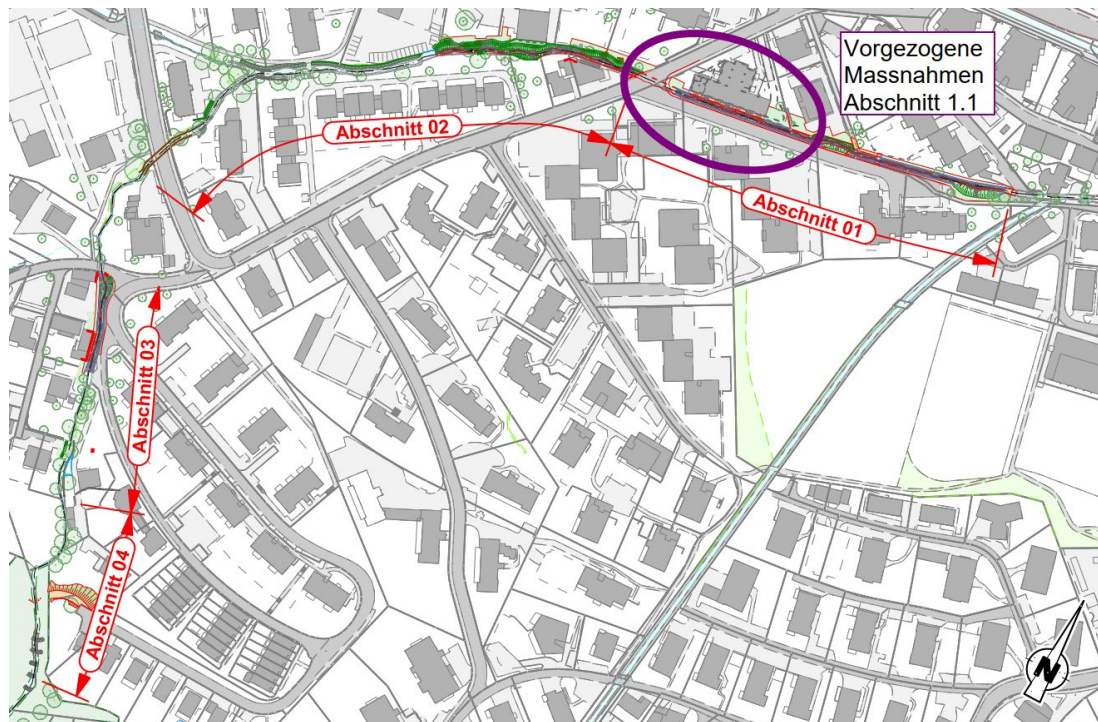 Vorgezogene
Massnahmen
Abschnitt 1.1
Abschnitt 02
Abschnitt 01
Abschnitt 03
Abschnitt 04
N